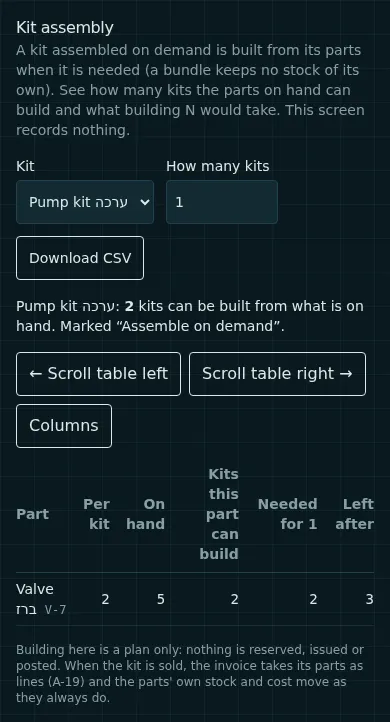 Kit assembly
A kit assembled on demand is built from its parts
when it is needed (a bundle keeps no stock of its
own). See how many kits the parts on hand can
build and what building N would take. This screen
records nothing.
Kit
How many kits
Pump kit ערכה
1
Download CSV
Pump kit ערכה: 2 kits can be built from what is on
hand. Marked “Assemble on demand”.
← Scroll table left
Scroll table right →
Columns
Part
Per
kit
On
hand
Kits
this
part
can
build
Needed
for 1
Left
after
Valve
ברז V-7
2
5
2
2
3
Building here is a plan only: nothing is reserved, issued or
posted. When the kit is sold, the invoice takes its parts as
lines (A-19) and the parts' own stock and cost move as
they always do.